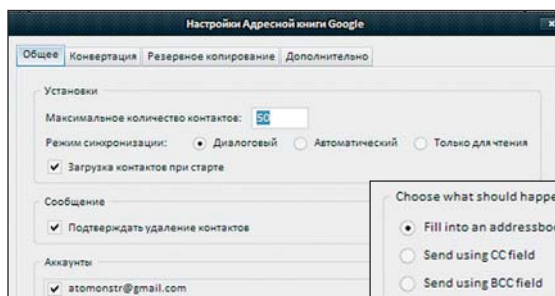 Настройки Адресной книги Google
Общее Конвертация Резервное копирование Дополнительно
Установки
Максимальное количество контактов: 50
Режим синхронизации: Диалоговый Автоматический Только для чтения
Загрузка контактов при старте
Сообщение
Подтверждать удаление контактов
Аккаунты
atomonstr@gmail.com
Choose what should happe
Fill into an addressboo
Send using CC field
Send using BCC field